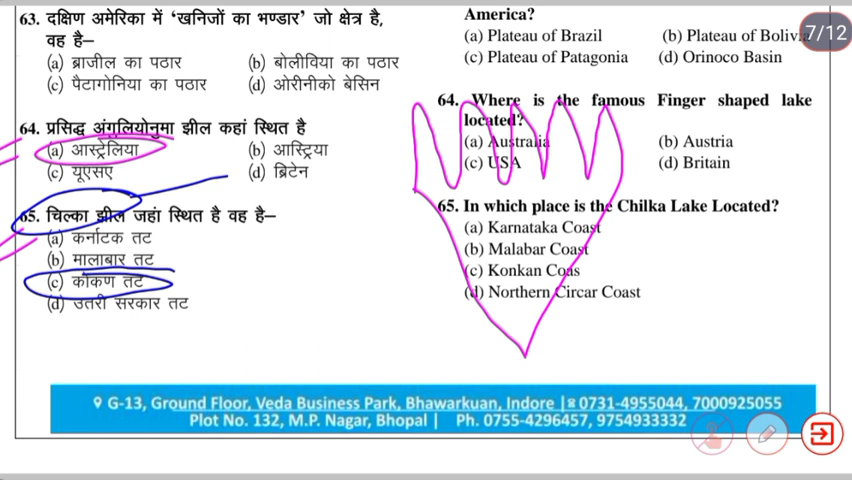 63. दक्षिण अमेरिका में ‘खनिजों का भण्डार’ जो क्षेत्र है,
वह है–
(a) ब्राजील का पठार (b) बोलीविया का पठार
(c) पैटागोनिया का पठार (d) ओरीनीको बेसिन
64. प्रसिद्ध अंगुलियोनुमा झील कहां स्थित है
(a) आस्ट्रेलिया (b) आस्ट्रिया
(c) यूएसए (d) ब्रिटेन
65. चिल्का झील जहां स्थित है वह है–
(a) कर्नाटक तट
(b) मालाबार तट
(c) कोंकण तट
(d) उतरी सरकार तट
America?
(a) Plateau of Brazil (b) Plateau of Bolivia
(c) Plateau of Patagonia (d) Orinoco Basin
64. Where is the famous Finger shaped lake
located?
(a) Australia (b) Austria
(c) USA (d) Britain
65. In which place is the Chilka Lake Located?
(a) Karnataka Coast
(b) Malabar Coast
(c) Konkan Coas
(d) Northern Circar Coast
7/12
G-13, Ground Floor, Veda Business Park, Bhawarkuan, Indore | 0731-4955044, 7000925055
Plot No. 132, M.P. Nagar, Bhopal | Ph. 0755-4296457, 9754933332